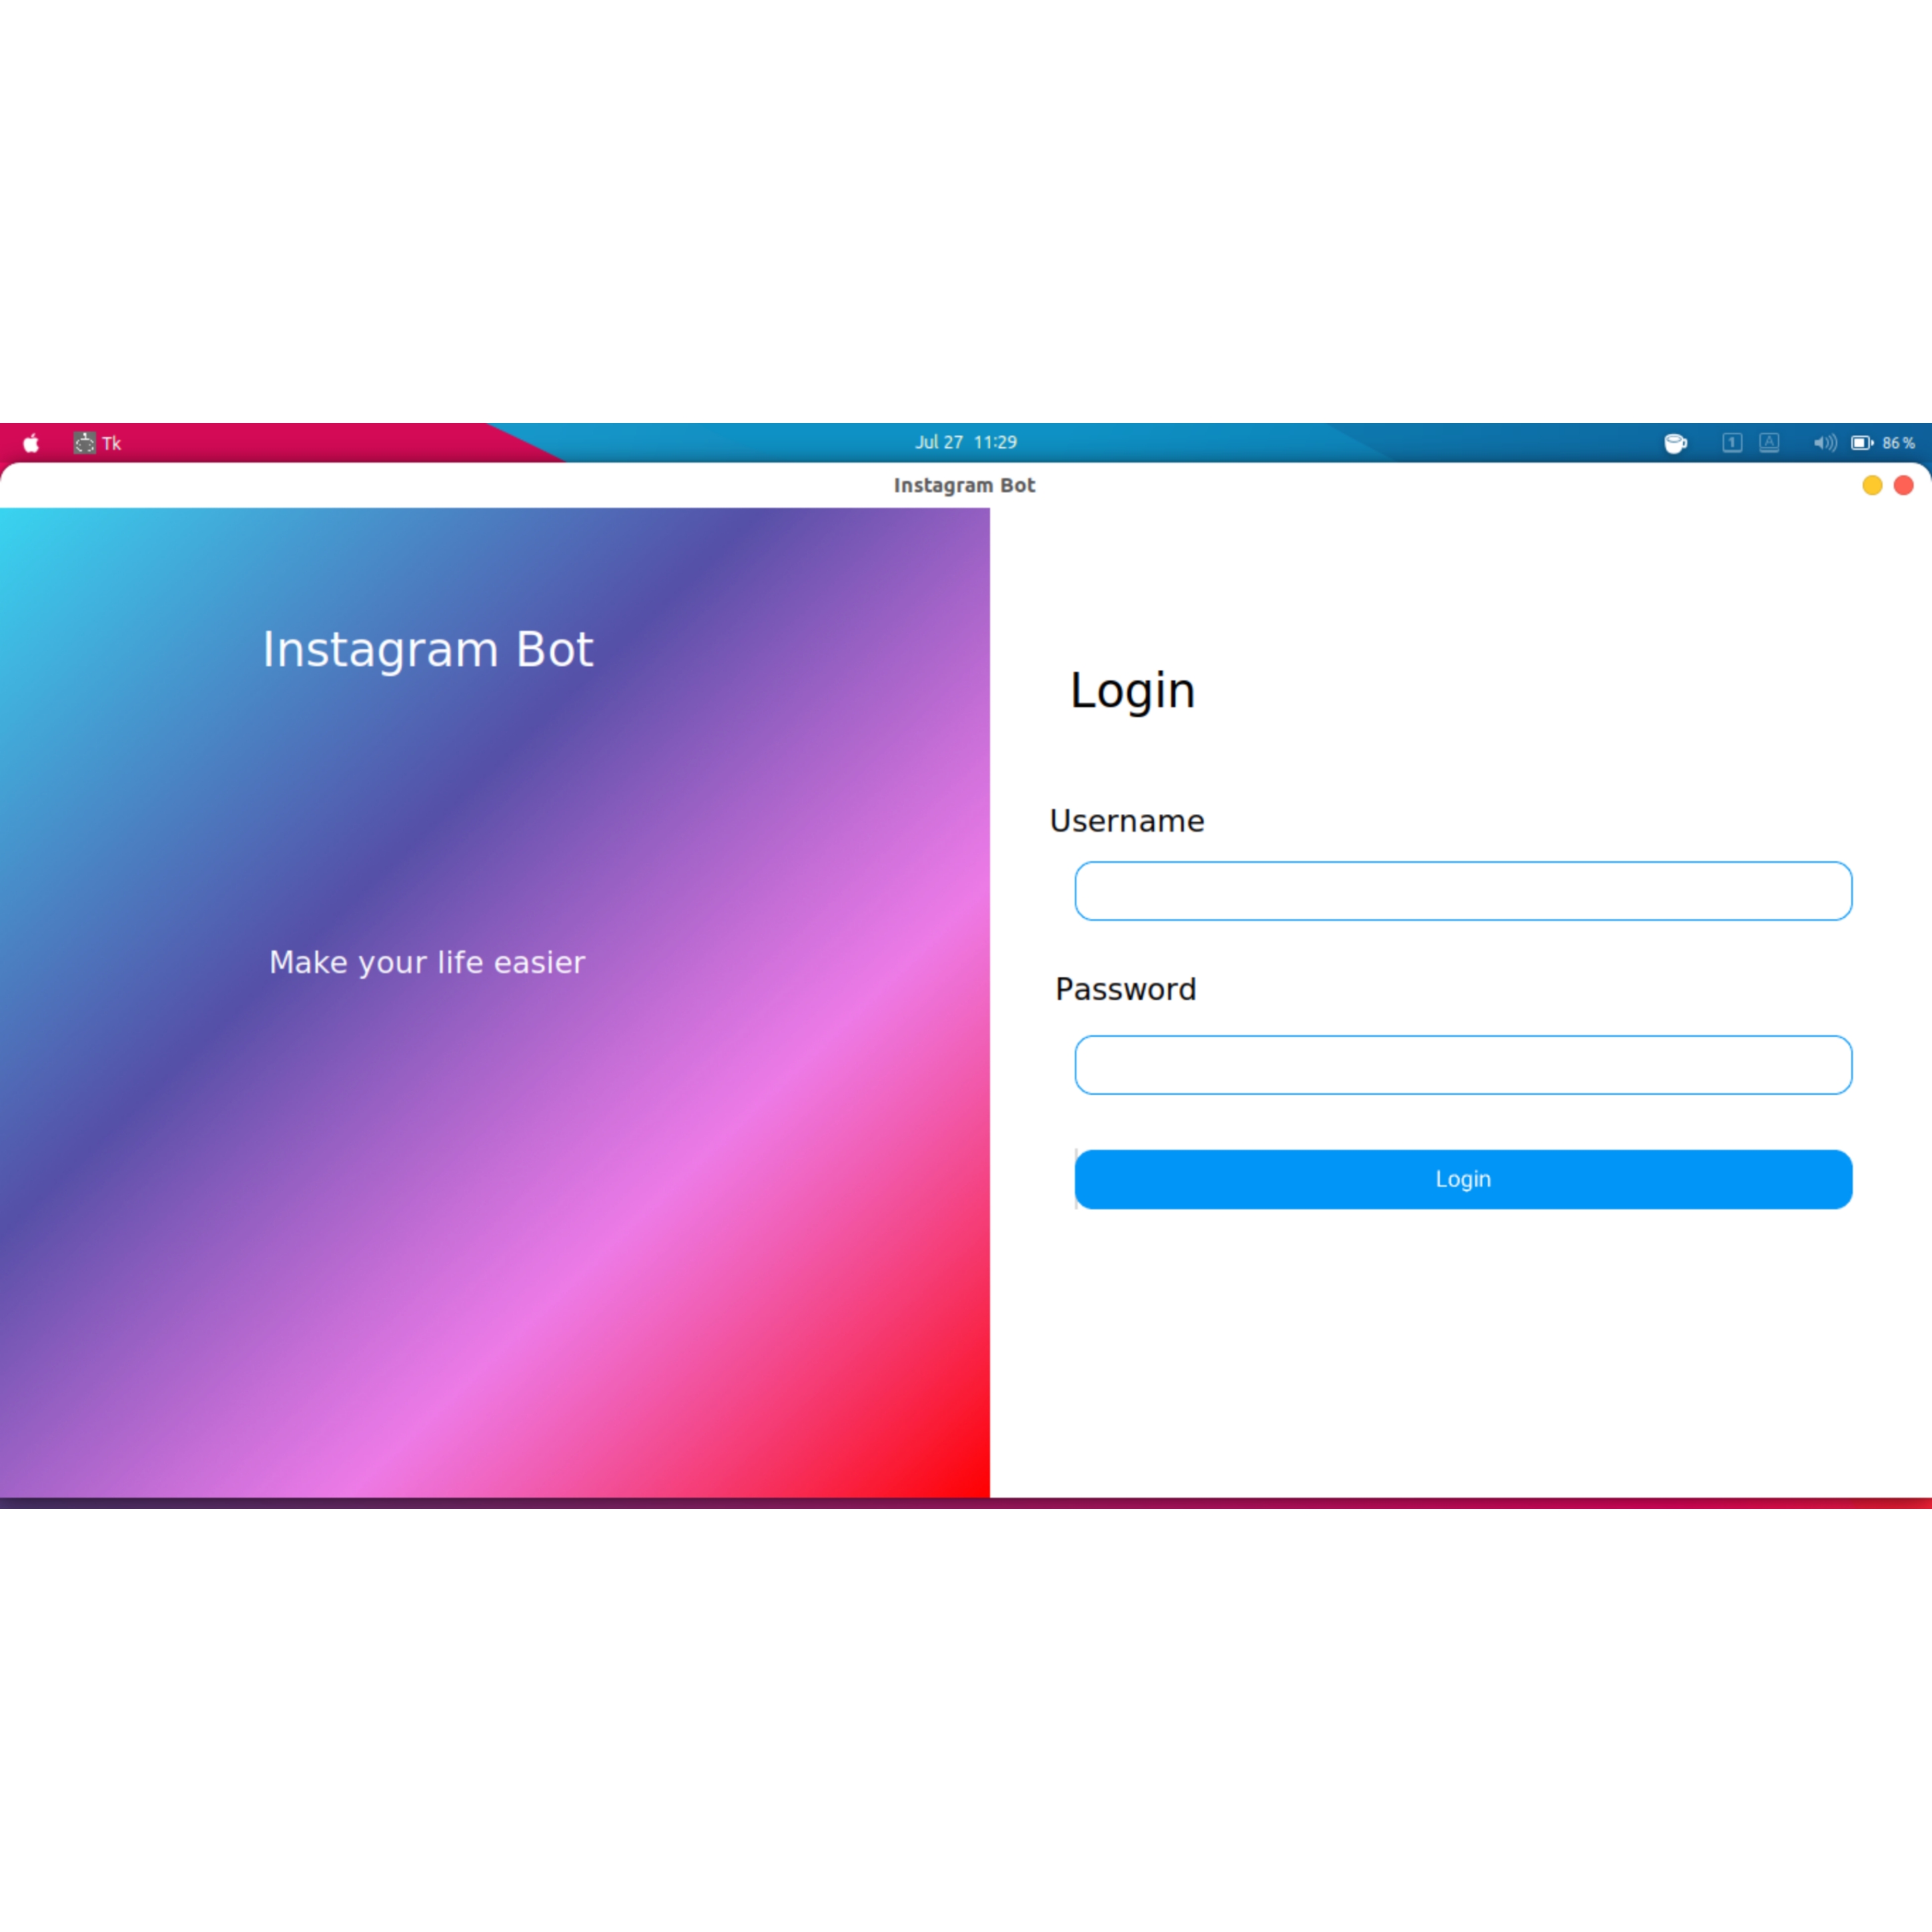 Tk
Jul 27 11:29
1
A
86 %
Instagram Bot
Instagram Bot
Make your life easier
Login
Username
Password
Login